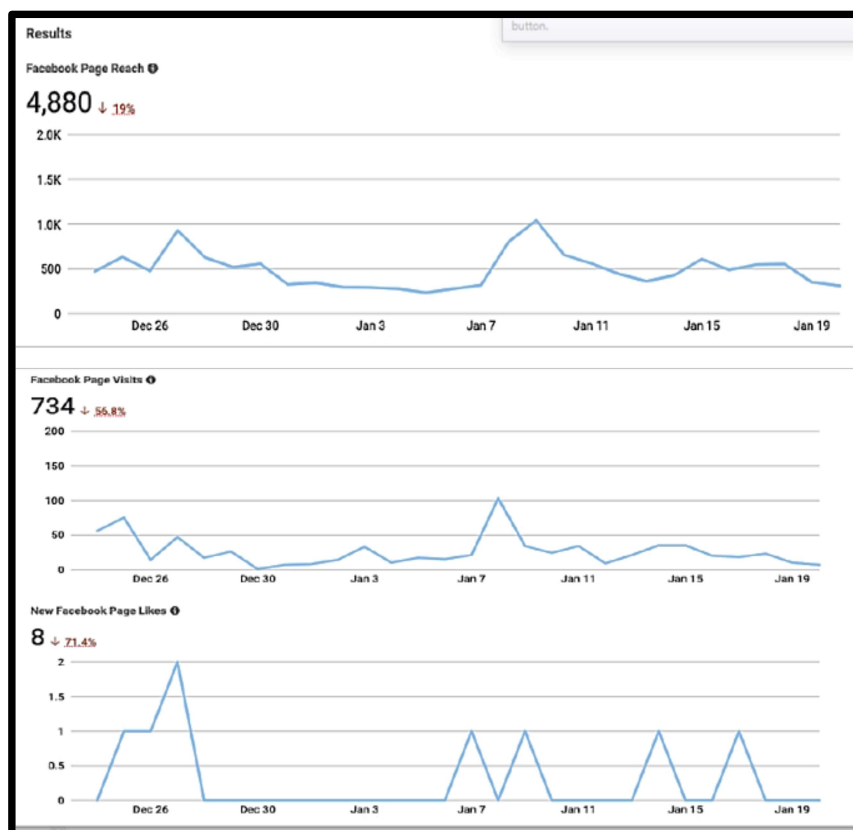 button.
Results
Facebook Page Reach
4,880 ↓ 19%
2.0K
1.5K
1.0K
500
0
Dec 26 Dec 30 Jan 3 Jan 7 Jan 11 Jan 15 Jan 19
Facebook Page Visits
734 ↓ 56.8%
200
150
100
50
0
Dec 26 Dec 30 Jan 3 Jan 7 Jan 11 Jan 15 Jan 19
New Facebook Page Likes
8 ↓ 71.4%
2
1.5
1
0.5
0
Dec 26 Dec 30 Jan 3 Jan 7 Jan 11 Jan 15 Jan 19